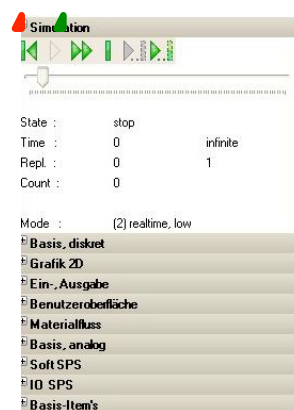 Simulation
State : stop
Time : 0 infinite
Repl. : 0 1
Count : 0
Mode : (2) realtime, low
Basis, diskret
Grafik 2D
Ein-, Ausgabe
Benutzeroberfläche
Materialfluss
Basis, analog
Soft SPS
IO SPS
Basis-Item's